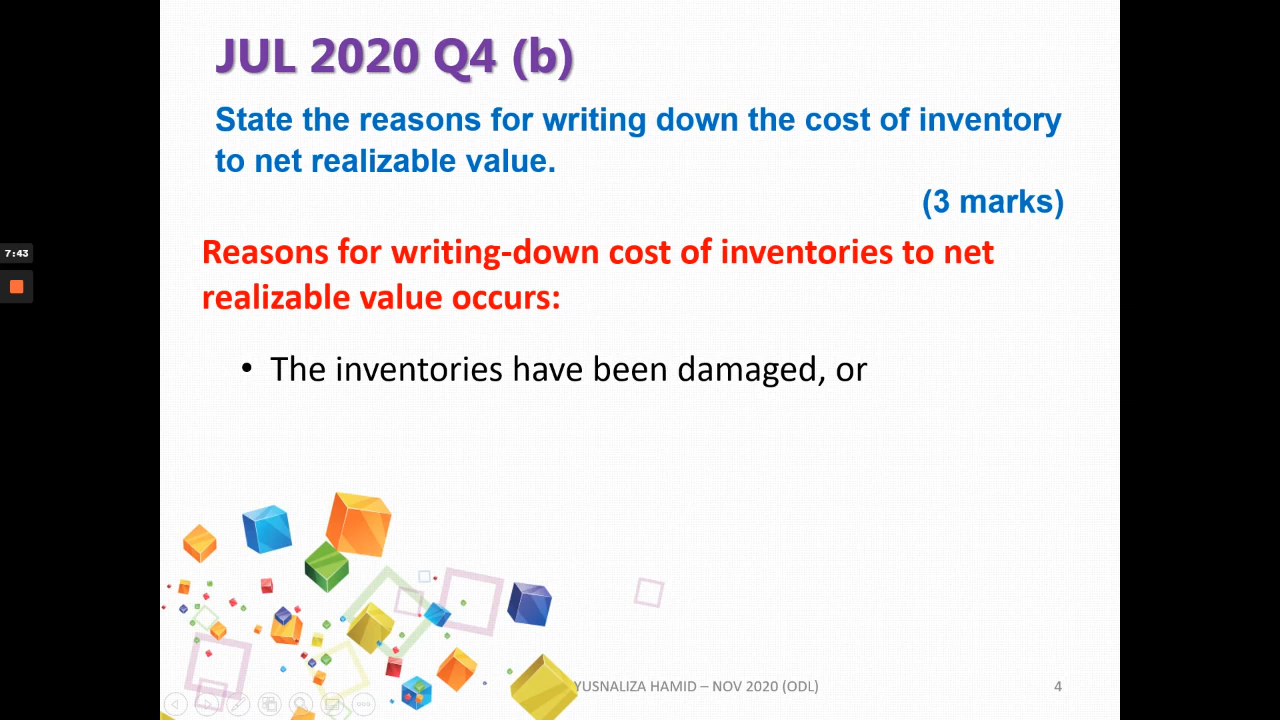 JUL 2020 Q4 (b)
State the reasons for writing down the cost of inventory
to net realizable value.
(3 marks)
7:43
Reasons for writing-down cost of inventories to net
realizable value occurs:
• The inventories have been damaged, or
YUSNALIZA HAMID – NOV 2020 (ODL)
4